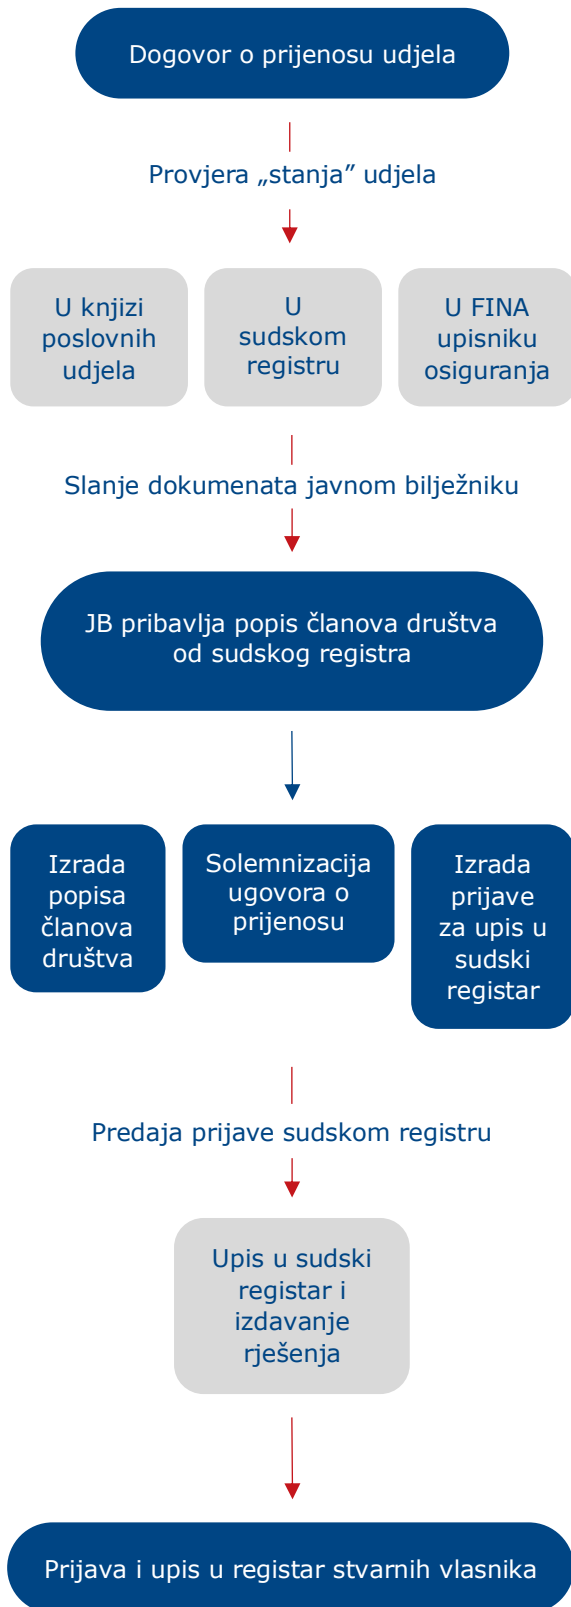 Dogovor o prijenosu udjela
Provjera „stanja” udjela
U knjizi
poslovnih
udjela
U
sudskom
registru
U FINA
upisniku
osiguranja
Slanje dokumenata javnom bilježniku
JB pribavlja popis članova društva
od sudskog registra
Izrada
popisa
članova
društva
Solemnizacija
ugovora o
prijenosu
Izrada
prijave
za upis u
sudski
registar
Predaja prijave sudskom registru
Upis u sudski
registar i
izdavanje
rješenja
Prijava i upis u registar stvarnih vlasnika